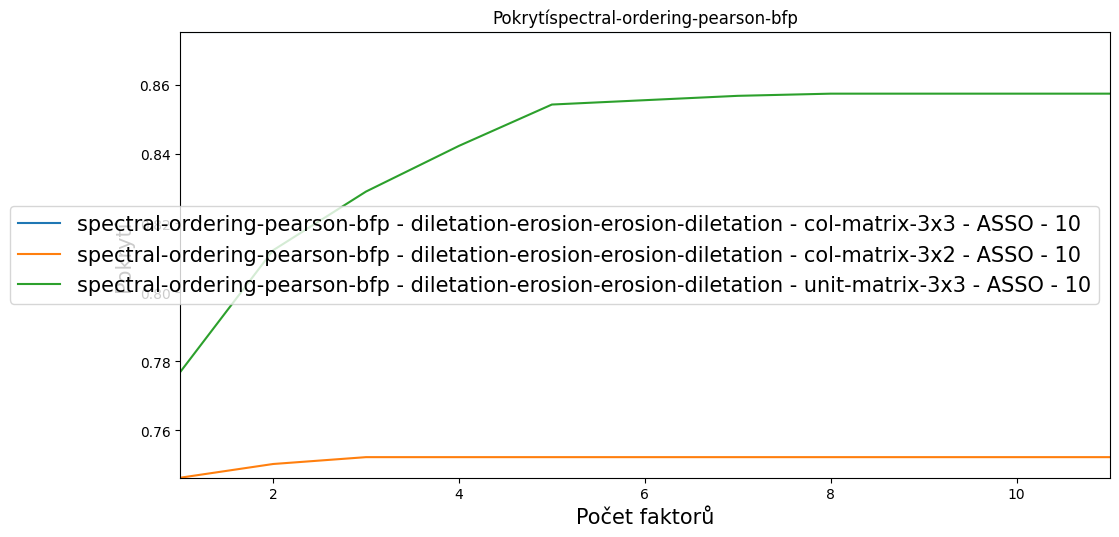 Pokrytíspectral-ordering-pearson-bfp
0.86
0.84
spectral-ordering-pearson-bfp - diletation-erosion-erosion-diletation - col-matrix-3x3 - ASSO - 10
spectral-ordering-pearson-bfp - diletation-erosion-erosion-diletation - col-matrix-3x2 - ASSO - 10
spectral-ordering-pearson-bfp - diletation-erosion-erosion-diletation - unit-matrix-3x3 - ASSO - 10
0.80
0.78
0.76
2 4 6 8 10
Počet faktorů